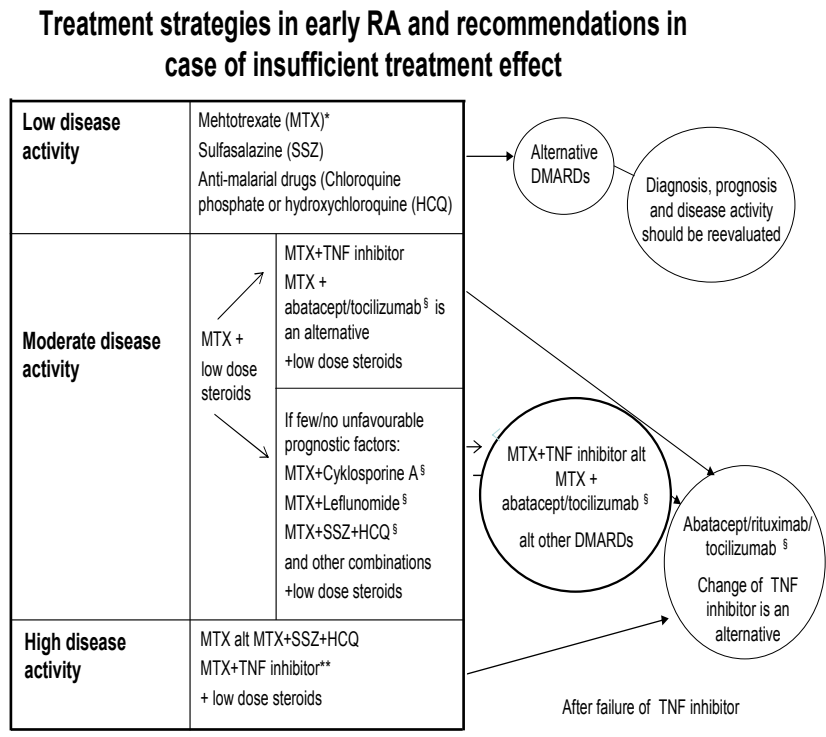 Treatment strategies in early RA and recommendations in
case of insufficient treatment effect
Low disease
activity
Mehtotrexate (MTX)*
Sulfasalazine (SSZ)
Anti-malarial drugs (Chloroquine
phosphate or hydroxychloroquine (HCQ)
Alternative
DMARDs
Diagnosis, prognosis
and disease activity
should be reevaluated
Moderate disease
activity
MTX +
low dose
steroids
MTX+TNF inhibitor
MTX +
abatacept/tocilizumab § is
an alternative
+low dose steroids
If few/no unfavourable
prognostic factors:
MTX+Cyklosporine A §
MTX+Leflunomide §
MTX+SSZ+HCQ §
and other combinations
+low dose steroids
MTX+TNF inhibitor alt
MTX +
abatacept/tocilizumab §
alt other DMARDs
Abatacept/rituximab/
tocilizumab §
Change of TNF
inhibitor is an
alternative
High disease
activity
MTX alt MTX+SSZ+HCQ
MTX+TNF inhibitor**
+ low dose steroids
After failure of TNF inhibitor